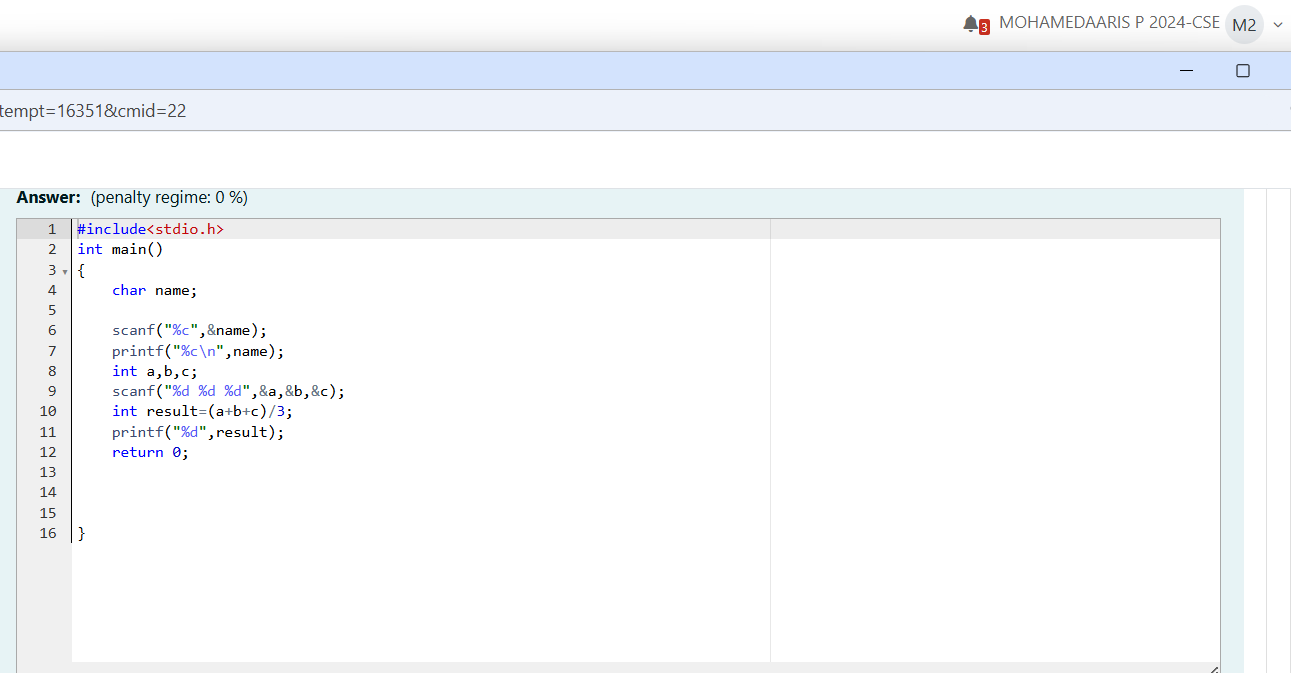 3 MOHAMEDAARIS P 2024-CSE M2
tempt=16351&cmid=22
Answer: (penalty regime: 0 %)
1 #include<stdio.h>
2 int main()
3 {
4     char name;
5
6     scanf("%c",&name);
7     printf("%c\n",name);
8     int a,b,c;
9     scanf("%d %d %d",&a,&b,&c);
10     int result=(a+b+c)/3;
11     printf("%d",result);
12     return 0;
13
14
15
16 }